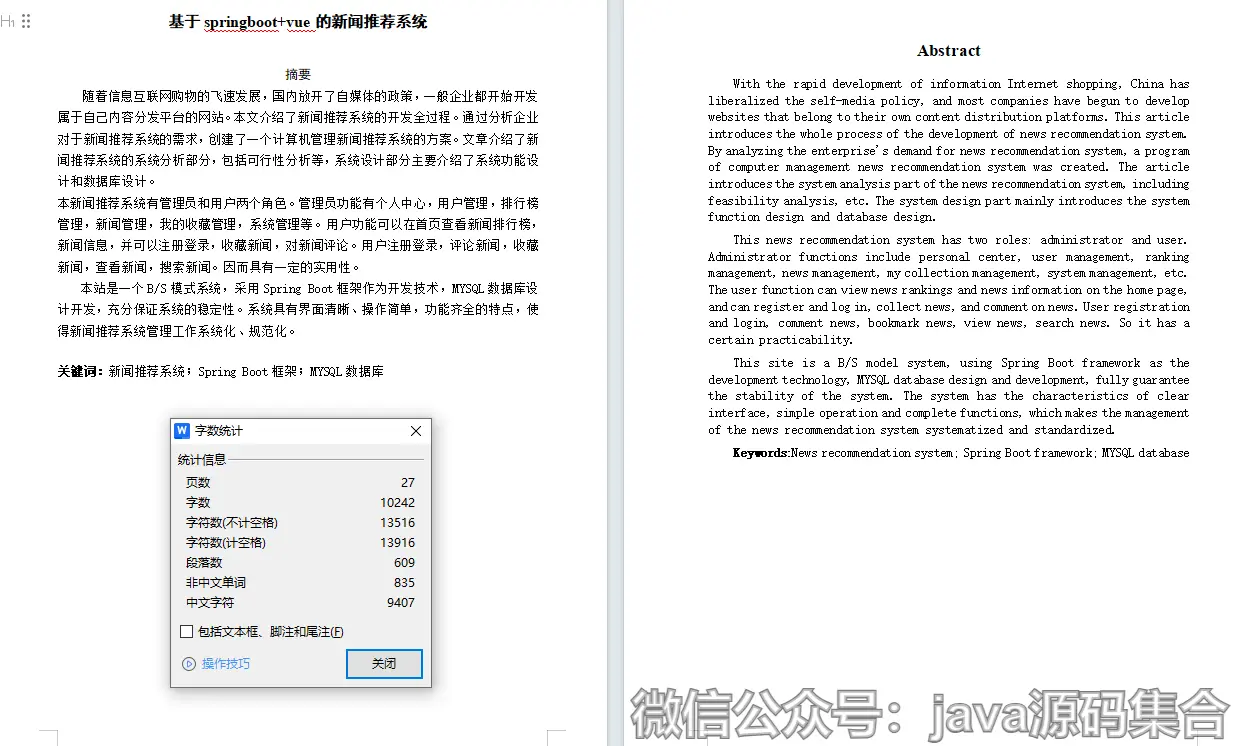 H1
基于 springboot+vue 的新闻推荐系统
摘要
随着信息互联网购物的飞速发展，国内放开了自媒体的政策，一般企业都开始开发
属于自己内容分发平台的网站。本文介绍了新闻推荐系统的开发全过程。通过分析企业
对于新闻推荐系统的需求，创建了一个计算机管理新闻推荐系统的方案。文章介绍了新
闻推荐系统的系统分析部分，包括可行性分析等，系统设计部分主要介绍了系统功能设
计和数据库设计。
本新闻推荐系统有管理员和用户两个角色。管理员功能有个人中心，用户管理，排行榜
管理，新闻管理，我的收藏管理，系统管理等。用户功能可以在首页查看新闻排行榜，
新闻信息，并可以注册登录，收藏新闻，对新闻评论。用户注册登录，评论新闻，收藏
新闻，查看新闻，搜索新闻。因而具有一定的实用性。
本站是一个 B/S 模式系统，采用 Spring Boot 框架作为开发技术，MYSQL 数据库设
计开发，充分保证系统的稳定性。系统具有界面清晰、操作简单，功能齐全的特点，使
得新闻推荐系统管理工作系统化、规范化。
关键词：新闻推荐系统；Spring Boot 框架；MYSQL 数据库
字数统计
统计信息
页数 27
字数 10242
字符数(不计空格) 13516
字符数(计空格) 13916
段落数 609
非中文单词 835
中文字符 9407
包括文本框、脚注和尾注(F)
操作技巧 关闭
Abstract
With the rapid development of information Internet shopping, China has
liberalized the self-media policy, and most companies have begun to develop
websites that belong to their own content distribution platforms. This article
introduces the whole process of the development of news recommendation system.
By analyzing the enterprise's demand for news recommendation system, a program
of computer management news recommendation system was created. The article
introduces the system analysis part of the news recommendation system, including
feasibility analysis, etc. The system design part mainly introduces the system
function design and database design.
This news recommendation system has two roles: administrator and user.
Administrator functions include personal center, user management, ranking
management, news management, my collection management, system management, etc.
The user function can view news rankings and news information on the home page,
and can register and log in, collect news, and comment on news. User registration
and login, comment news, bookmark news, view news, search news. So it has a
certain practicability.
This site is a B/S model system, using Spring Boot framework as the
development technology, MYSQL database design and development, fully guarantee
the stability of the system. The system has the characteristics of clear
interface, simple operation and complete functions, which makes the management
of the news recommendation system systematized and standardized.
Keywords:News recommendation system; Spring Boot framework; MYSQL database
微信公众号：java源码集合